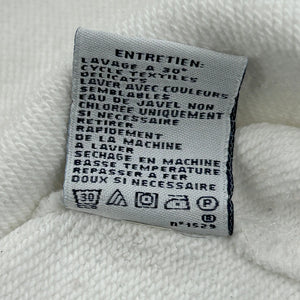 ENTRETIEN:
LAVAGE A 30°
CYCLE TEXTILES
DELICATS
LAVER AVEC COULEURS
SEMBLABLES
EAU DE JAVEL NON
CHLOREE UNIQUEMENT
SI NECESSAIRE
RETIRER
RAPIDEMENT
DE LA MACHINE
A LAVER
SECHAGE EN MACHINE
BASSE TEMPERATURE
REPASSER A FER
DOUX SI NECESSAIRE
30 P
n°1529